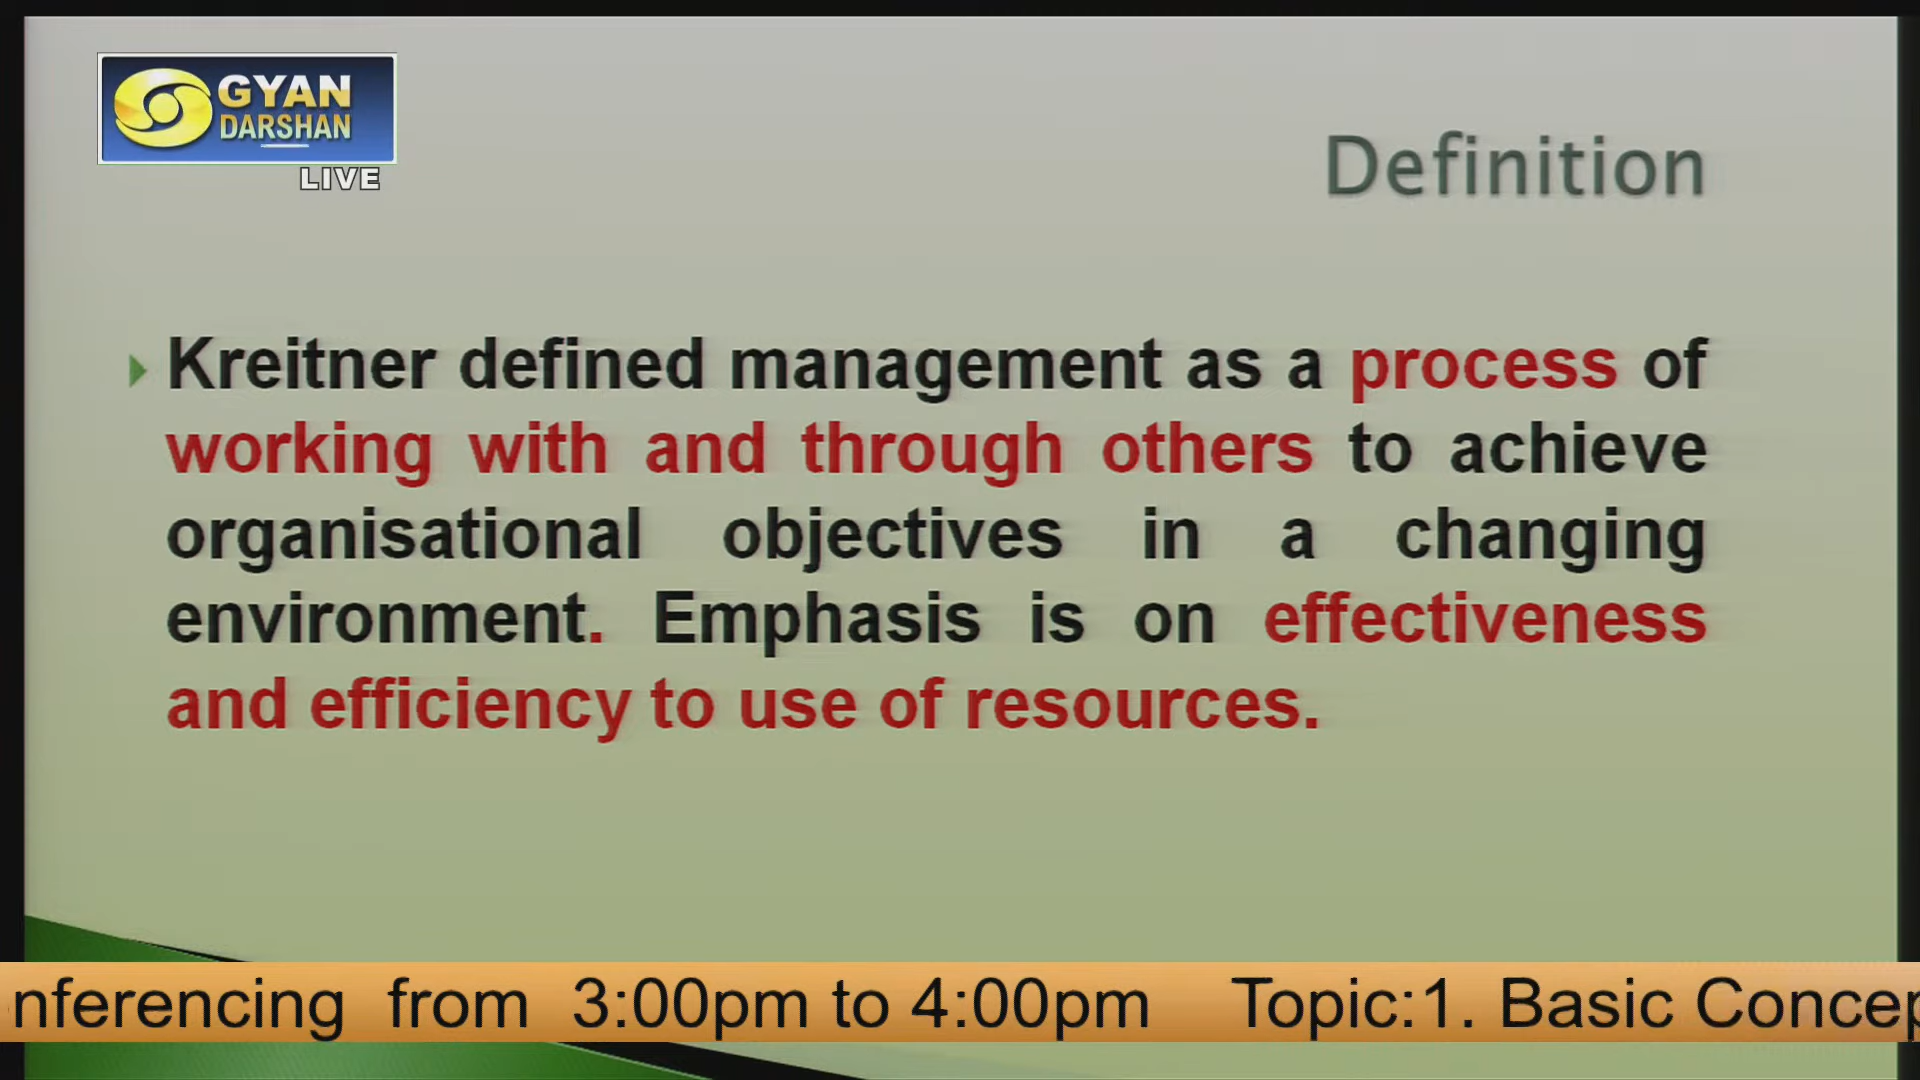 GYAN
DARSHAN
LIVE
Definition
Kreitner defined management as a process of
working with and through others to achieve
organisational objectives in a changing
environment. Emphasis is on effectiveness
and efficiency to use of resources.
nferencing from 3:00pm to 4:00pm Topic:1. Basic Concep